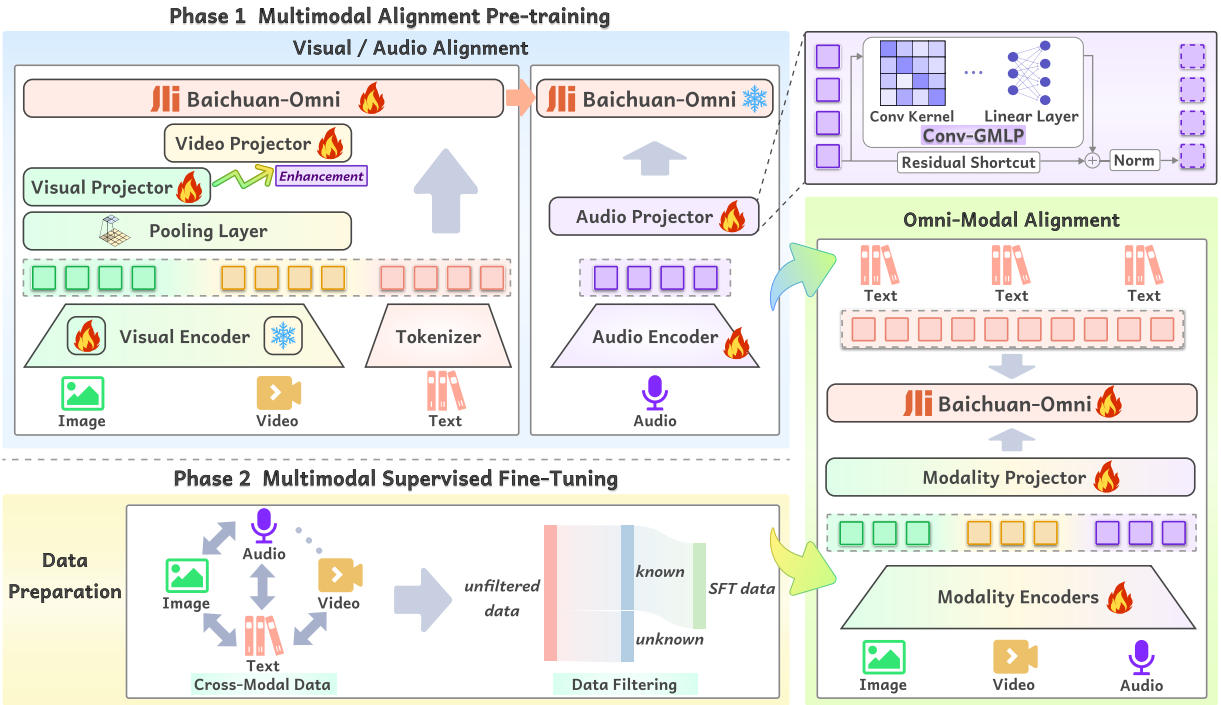 Phase 1 Multimodal Alignment Pre-training
Visual / Audio Alignment
Baichuan-Omni
Video Projector
Visual Projector
Enhancement
Pooling Layer
Visual Encoder
Tokenizer
Image
Video
Text
Baichuan-Omni
Audio Projector
Audio Encoder
Audio
Conv Kernel
...
Linear Layer
Conv-GMLP
Residual Shortcut
Norm
Omni-Modal Alignment
Text
Text
Text
Baichuan-Omni
Modality Projector
Modality Encoders
Image
Video
Audio
Phase 2 Multimodal Supervised Fine-Tuning
Data
Preparation
Audio
Image
Video
Text
Cross-Modal Data
unfiltered
data
known
unknown
SFT data
Data Filtering